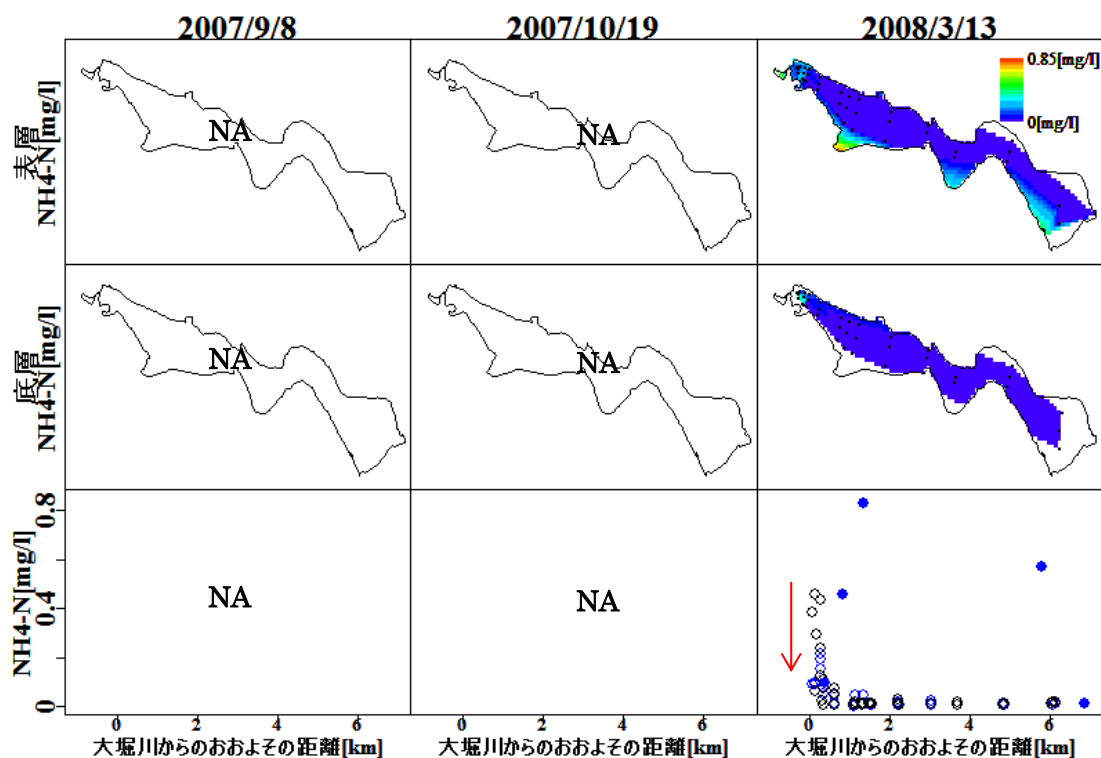 2007/9/8
2007/10/19
2008/3/13
表層
NH4-N[mg/l]
NA
NA
0.85[mg/l]
0[mg/l]
底層
NH4-N[mg/l]
NA
NA
NH4-N[mg/l]
0.8
0.4
0
NA
NA
0 2 4 6
0 2 4 6
0 2 4 6
大堀川からのおおよその距離[km]
大堀川からのおおよその距離[km]
大堀川からのおおよその距離[km]